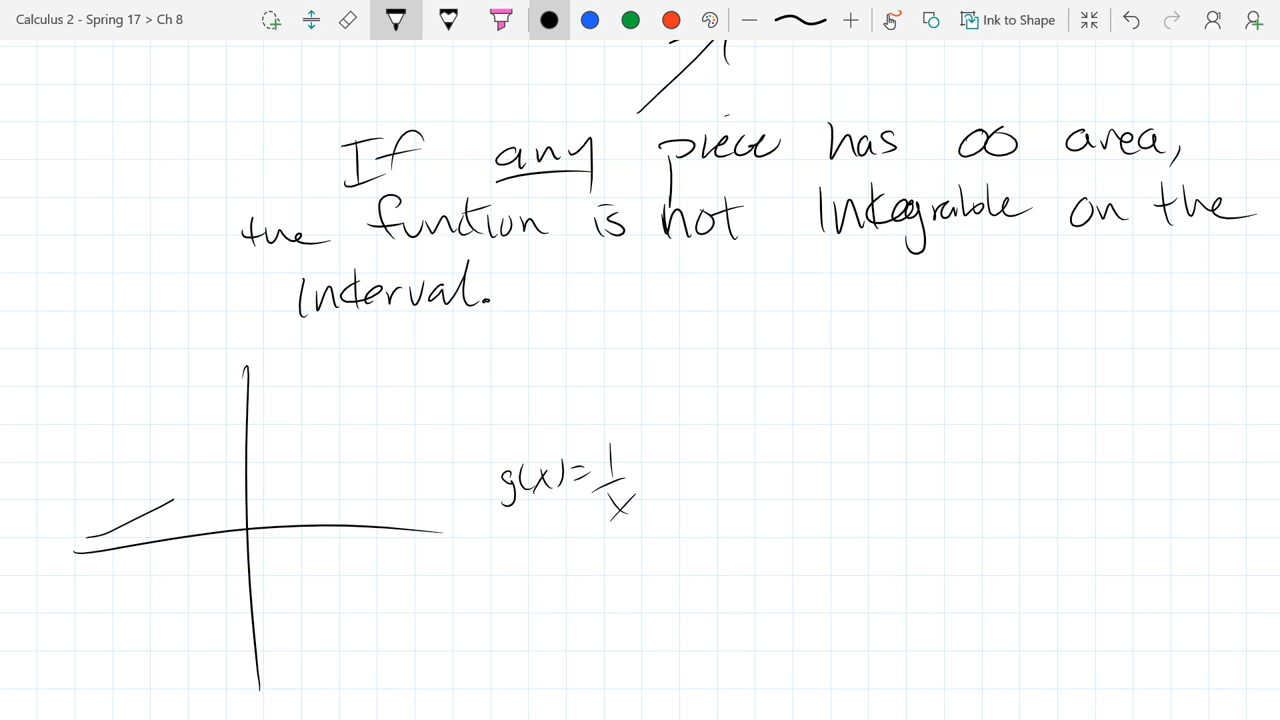 Calculus 2 - Spring 17 > Ch 8
Ink to Shape
If any piece has ∞ area,
the function is not integrable on the
interval.
g(x)=1/x